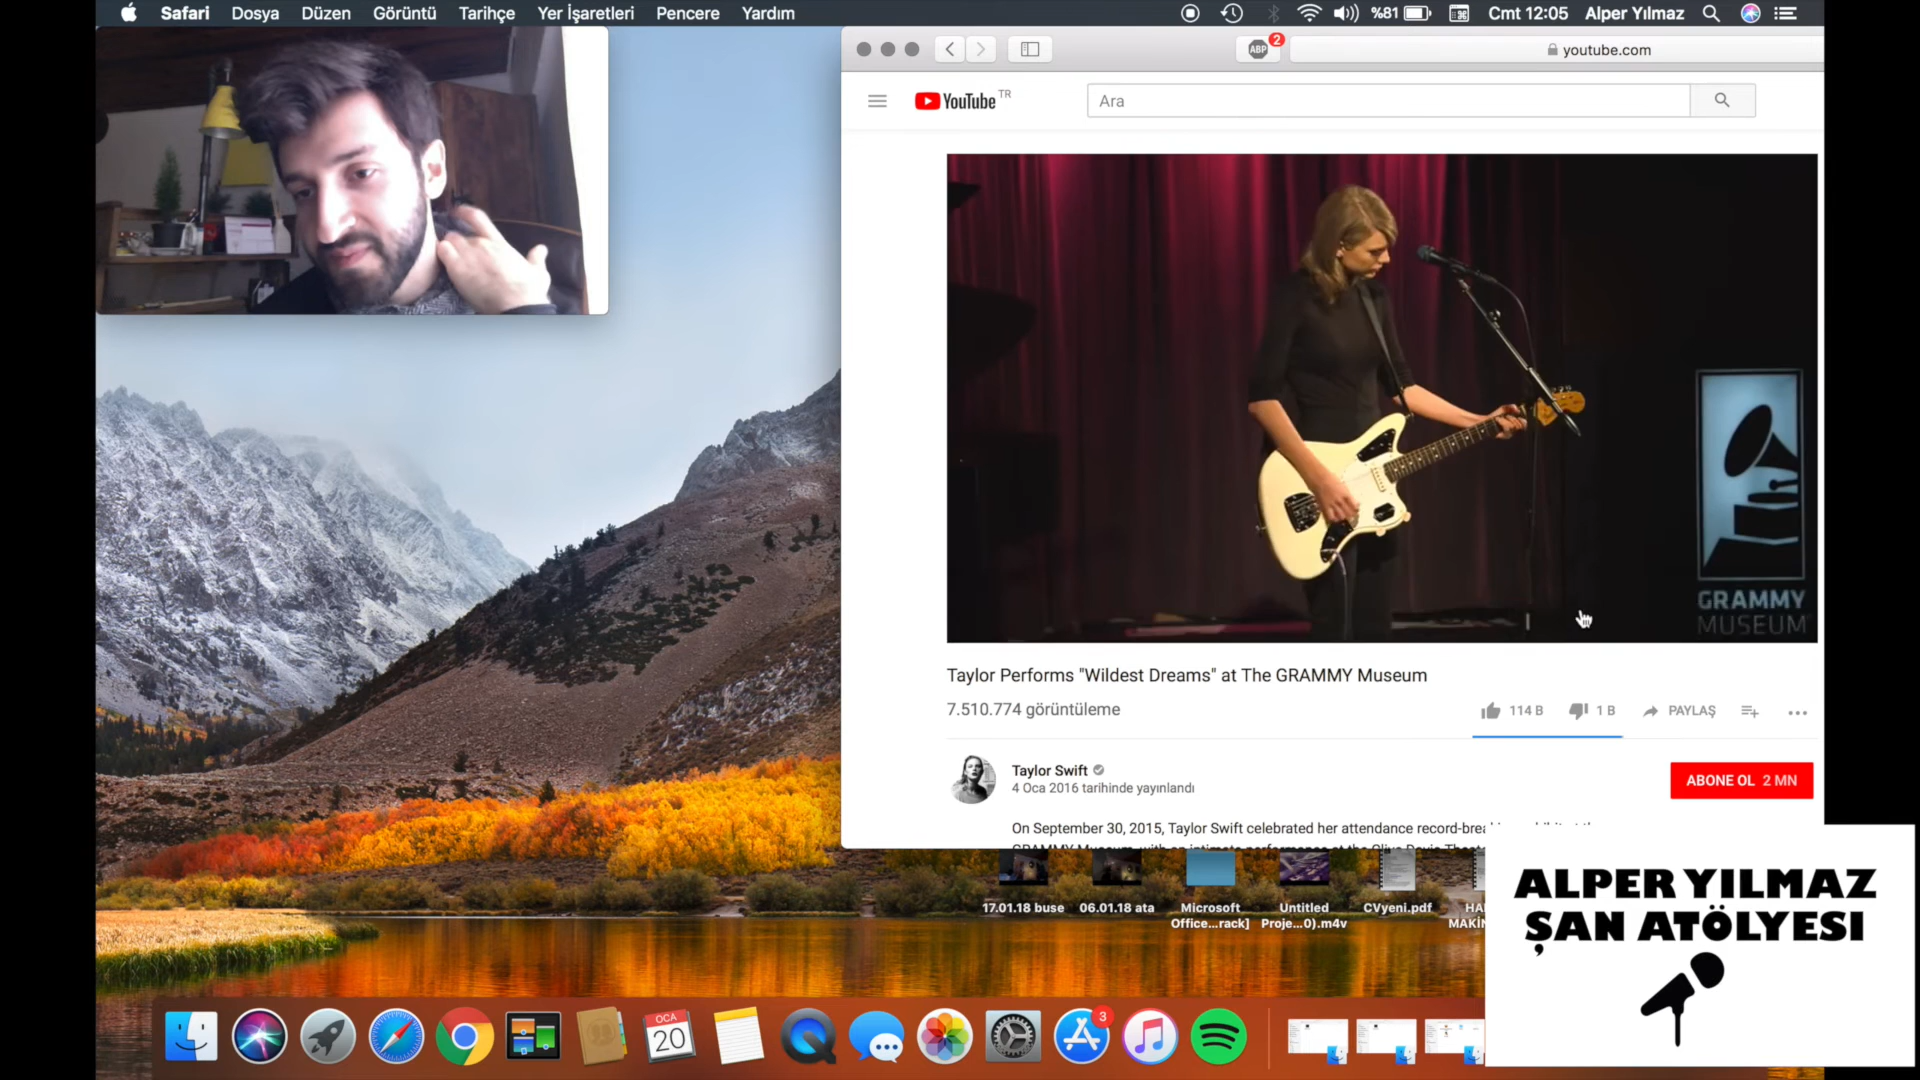 Safari Dosya Düzen Görüntü Tarihçe Yer İşaretleri Pencere Yardım
%81 Cmt 12:05 Alper Yılmaz
ABP 2
youtube.com
YouTube TR
Ara
GRAMMY
MUSEUM
Taylor Performs "Wildest Dreams" at The GRAMMY Museum
7.510.774 görüntüleme
114 B 1 B PAYLAŞ
Taylor Swift
4 Oca 2016 tarihinde yayınlandı
ABONE OL 2 MN
On September 30, 2015, Taylor Swift celebrated her attendance
17.01.18 buse
06.01.18 ata
Microsoft
Office...rack]
Untitled
Proje...0).m4v
CVyeni.pdf
ALPER YILMAZ
ŞAN ATÖLYESI
OCA
20
3